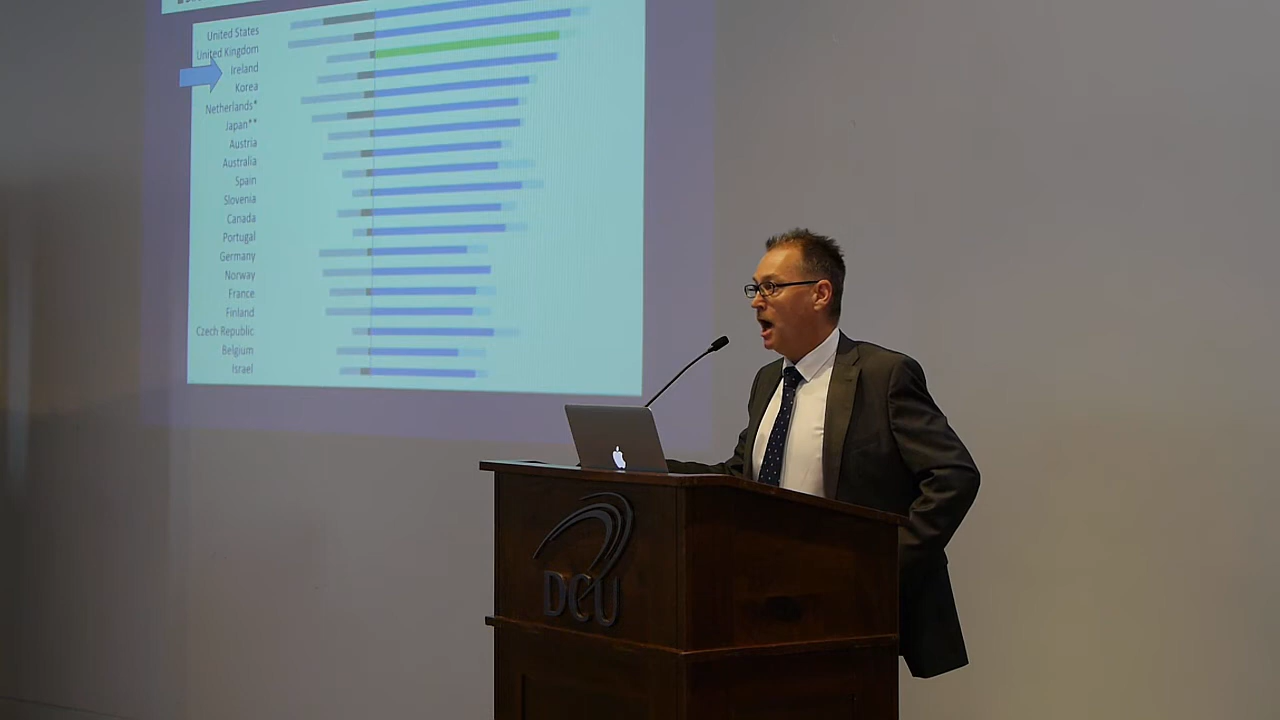 United States
United Kingdom
Ireland
Korea
Netherlands*
Japan**
Austria
Australia
Spain
Slovenia
Canada
Portugal
Germany
Norway
France
Finland
Czech Republic
Belgium
Israel
DCU